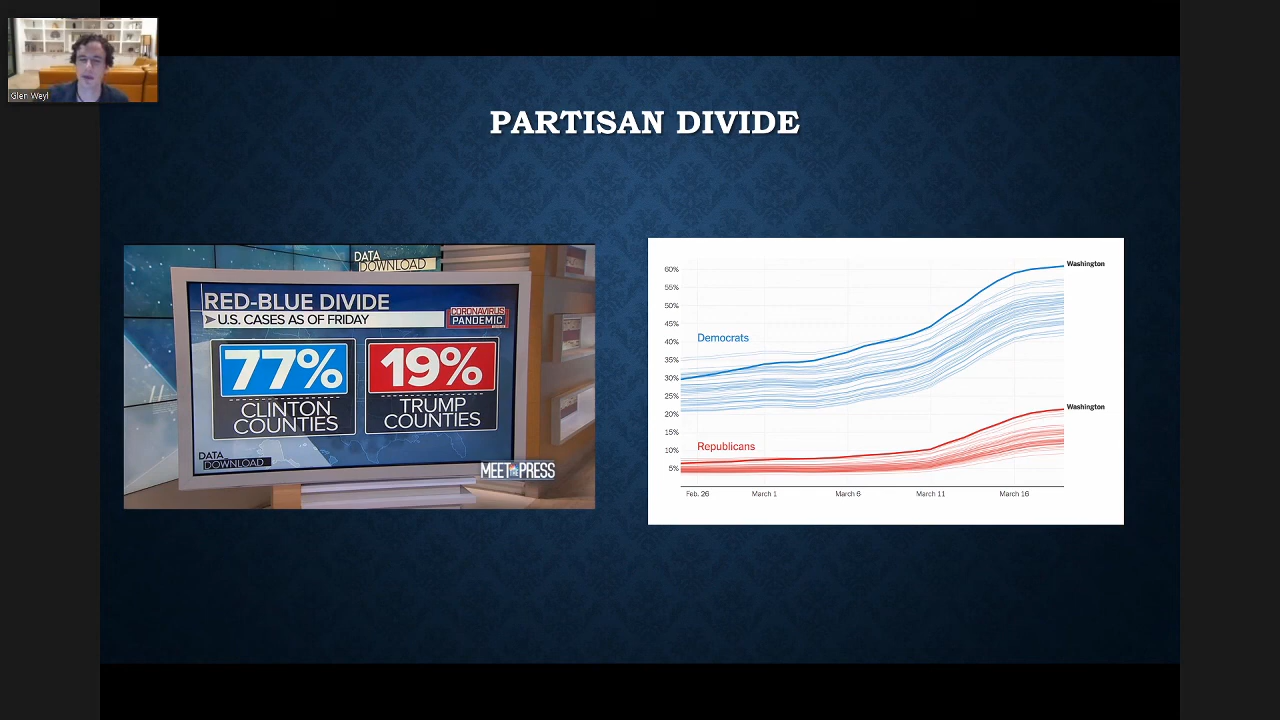 Glen Weyl
PARTISAN DIVIDE
DATA
DOWNLOAD
RED-BLUE DIVIDE
U.S. CASES AS OF FRIDAY
CORONAVIRUS
PANDEMIC
77%
CLINTON
COUNTIES
19%
TRUMP
COUNTIES
DATA
DOWNLOAD
MEET THE PRESS
60%
55%
50%
45%
40%
35%
30%
25%
20%
15%
10%
5%
Washington
Democrats
Washington
Republicans
Feb. 26
March 1
March 6
March 11
March 16